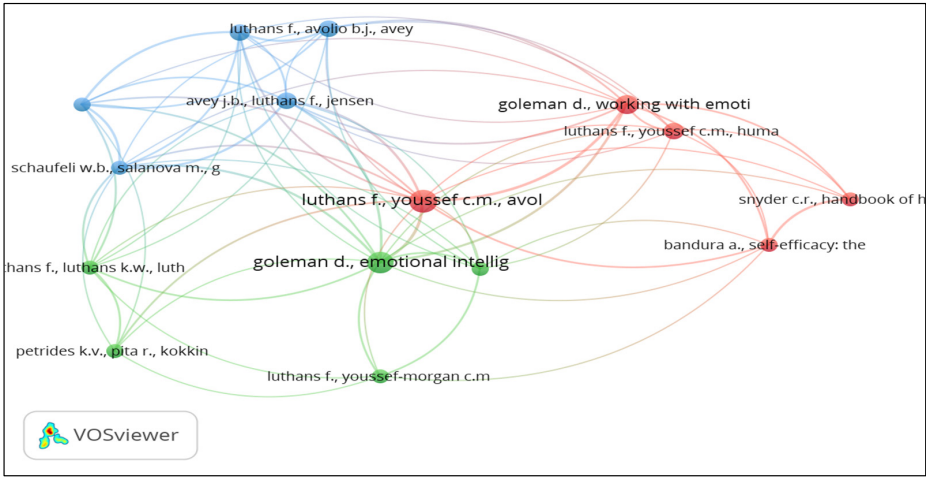 luthans f., avolio b.j., avey
avey j.b., luthans f., jensen
goleman d., working with emoti
luthans f., youssef c.m., huma
schaufeli w.b., salanova m., g
luthans f., youssef c.m., avol
snyder c.r., handbook of h
bandura a., self-efficacy: the
goleman d., emotional intellig
thans f., luthans k.w., luth
petrides k.v., pita r., kokkin
luthans f., youssef-morgan c.m
VOSviewer